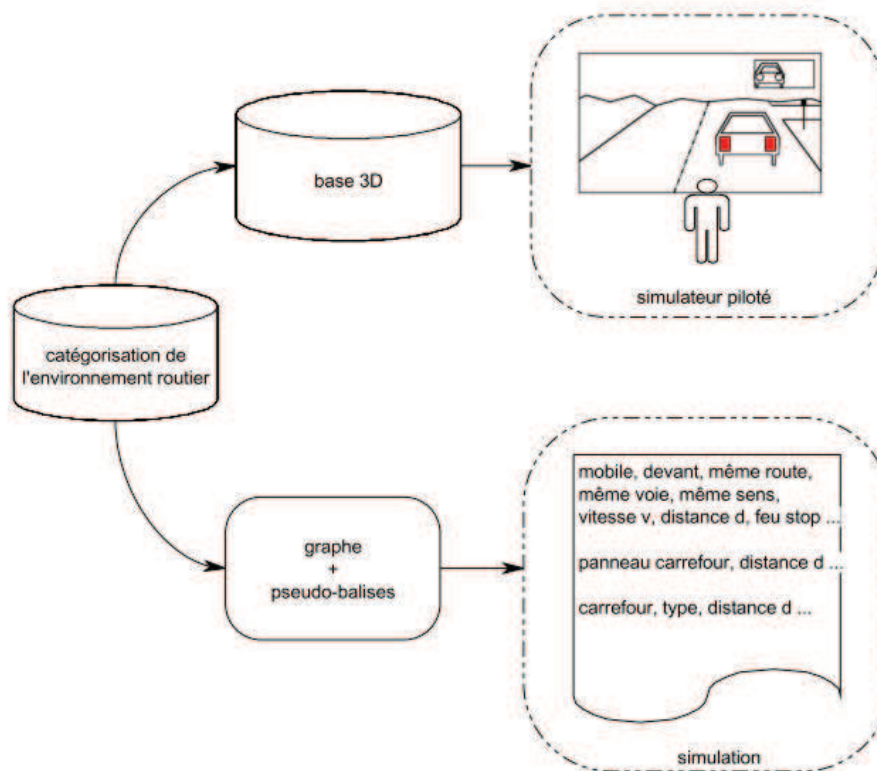 base 3D
simulateur piloté
catégorisation de
l'environnement routier
mobile, devant, même route,
même voie, même sens,
vitesse v, distance d, feu stop ...
panneau carrefour, distance d ...
carrefour, type, distance d ...
graphe
+
pseudo-balises
simulation